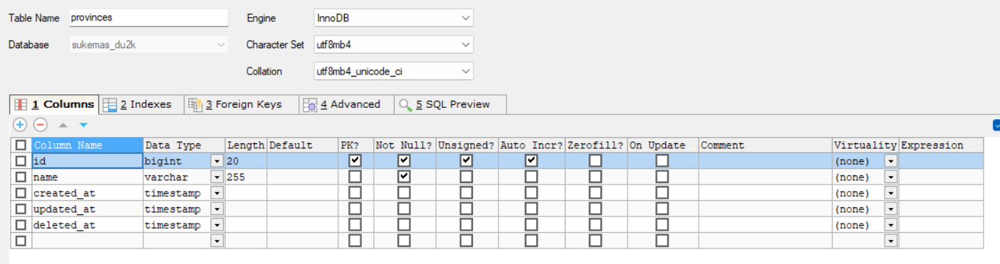 Table Name provinces Engine InnoDB
Database sukemas_du2k Character Set utf8mb4
Collation utf8mb4_unicode_ci
1 Columns 2 Indexes 3 Foreign Keys 4 Advanced 5 SQL Preview
Column Name Data Type Length Default PK? Not Null? Unsigned? Auto Incr? Zerofill? On Update Comment Virtuality Expression
id bigint 20 (none)
name varchar 255 (none)
created_at timestamp (none)
updated_at timestamp (none)
deleted_at timestamp (none)